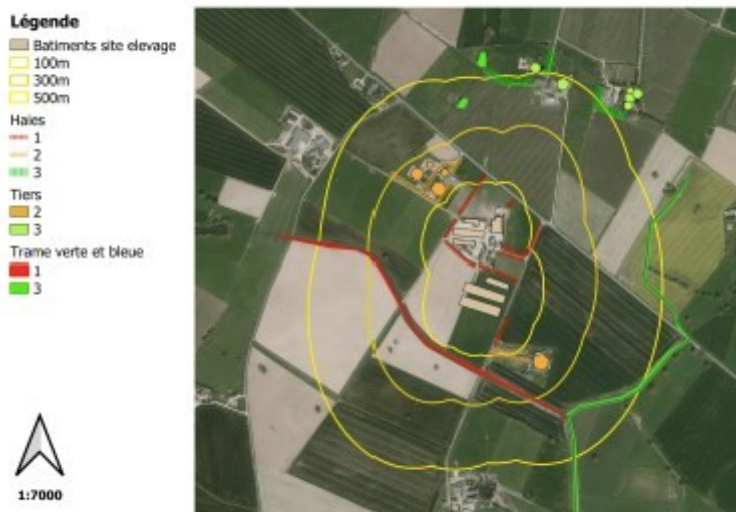 Légende
Batiments site elevage
100m
300m
500m
Haies
1
2
3
Tiers
2
3
Trame verte et bleue
1
3
1:7000